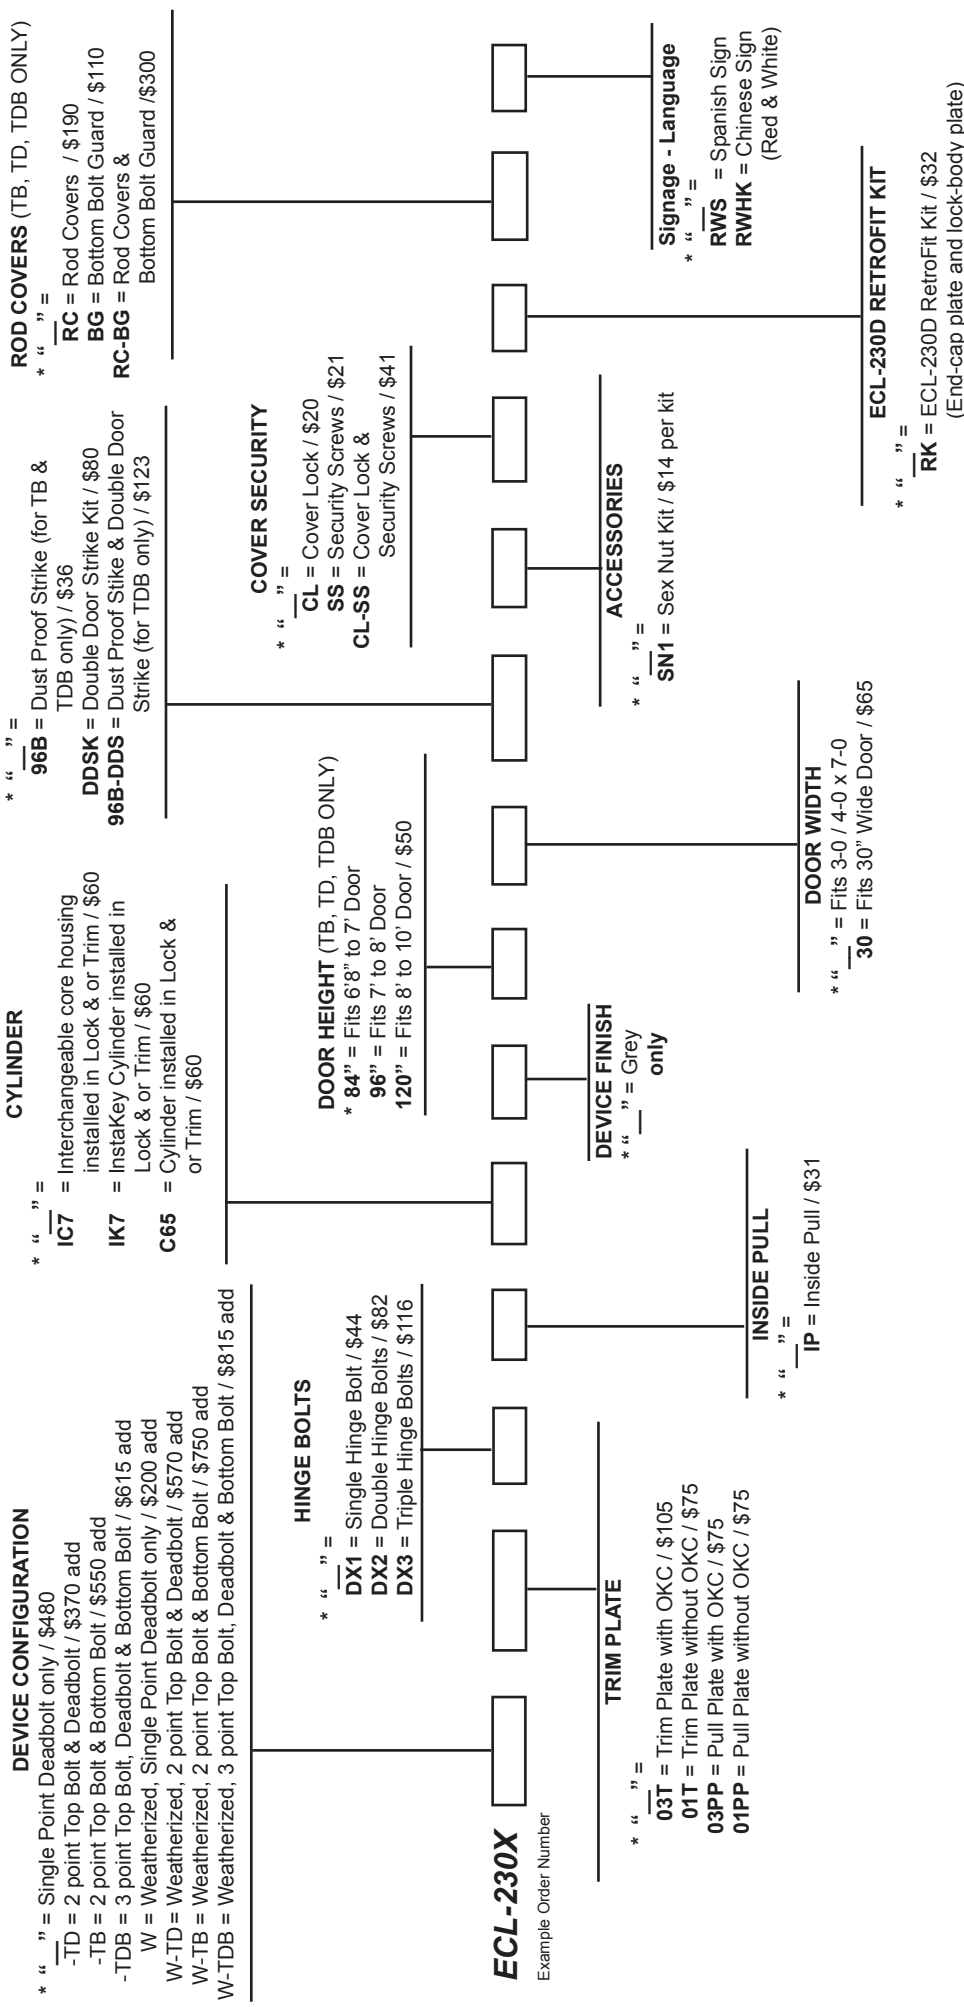 DEVICE CONFIGURATION
* “__” = Single Point Deadbolt only / $480
-TD = 2 point Top Bolt & Deadbolt / $370 add
-TB = 2 point Top Bolt & Bottom Bolt / $550 add
-TDB = 3 point Top Bolt, Deadbolt & Bottom Bolt / $615 add
W = Weatherized, Single Point Deadbolt only / $200 add
W-TD = Weatherized, 2 point Top Bolt & Deadbolt / $570 add
W-TB = Weatherized, 2 point Top Bolt & Bottom Bolt / $750 add
W-TDB = Weatherized, 3 point Top Bolt, Deadbolt & Bottom Bolt / $815 add
CYLINDER
* “__” =
IC7 = Interchangeable core housing
installed in Lock & or Trim / $60
IK7 = InstaKey Cylinder installed in
Lock & or Trim / $60
C65 = Cylinder installed in Lock &
or Trim / $60
* “__” =
96B = Dust Proof Strike (for TB &
TDB only) / $36
DDSK = Double Door Strike Kit / $80
96B-DDS = Dust Proof Stike & Double Door
Strike (for TDB only) / $123
ROD COVERS (TB, TD, TDB ONLY)
* “__” =
RC = Rod Covers / $190
BG = Bottom Bolt Guard / $110
RC-BG = Rod Covers &
Bottom Bolt Guard /$300
HINGE BOLTS
* “__” =
DX1 = Single Hinge Bolt / $44
DX2 = Double Hinge Bolts / $82
DX3 = Triple Hinge Bolts / $116
DOOR HEIGHT (TB, TD, TDB ONLY)
* 84” = Fits 6'8” to 7' Door
96” = Fits 7' to 8' Door
120” = Fits 8' to 10' Door / $50
COVER SECURITY
* “__” =
CL = Cover Lock / $20
SS = Security Screws / $21
CL-SS = Cover Lock &
Security Screws / $41
ECL-230X
Example Order Number
TRIM PLATE
* “__” =
03T = Trim Plate with OKC / $105
01T = Trim Plate without OKC / $75
03PP = Pull Plate with OKC / $75
01PP = Pull Plate without OKC / $75
INSIDE PULL
* “__” =
IP = Inside Pull / $31
DEVICE FINISH
* “__” = Grey
only
DOOR WIDTH
* “__” = Fits 3-0 / 4-0 x 7-0
30 = Fits 30” Wide Door / $65
ACCESSORIES
* “__” =
SN1 = Sex Nut Kit / $14 per kit
ECL-230D RETROFIT KIT
* “__” =
RK = ECL-230D RetroFit Kit / $32
(End-cap plate and lock-body plate)
Signage - Language
* “__” =
RWS = Spanish Sign
RWHK = Chinese Sign
(Red & White)